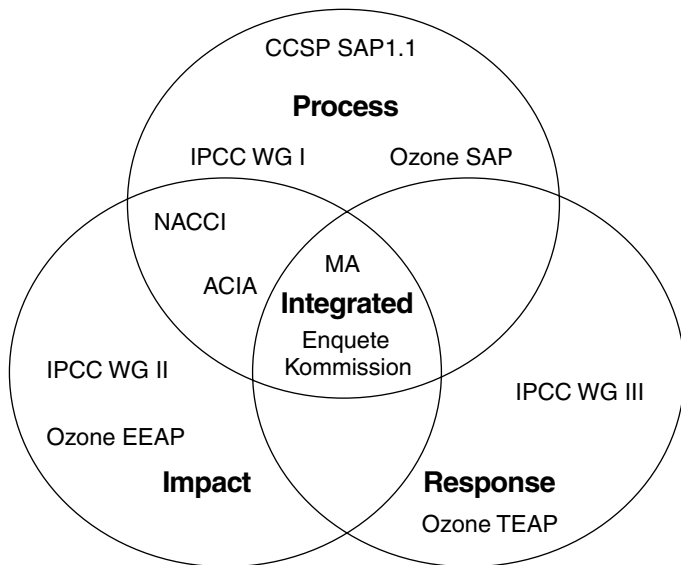 CCSP SAP1.1
Process
IPCC WG I
Ozone SAP
NACCI
MA
ACIA
Integrated
Enquete
Kommission
IPCC WG II
IPCC WG III
Ozone EEAP
Impact
Response
Ozone TEAP